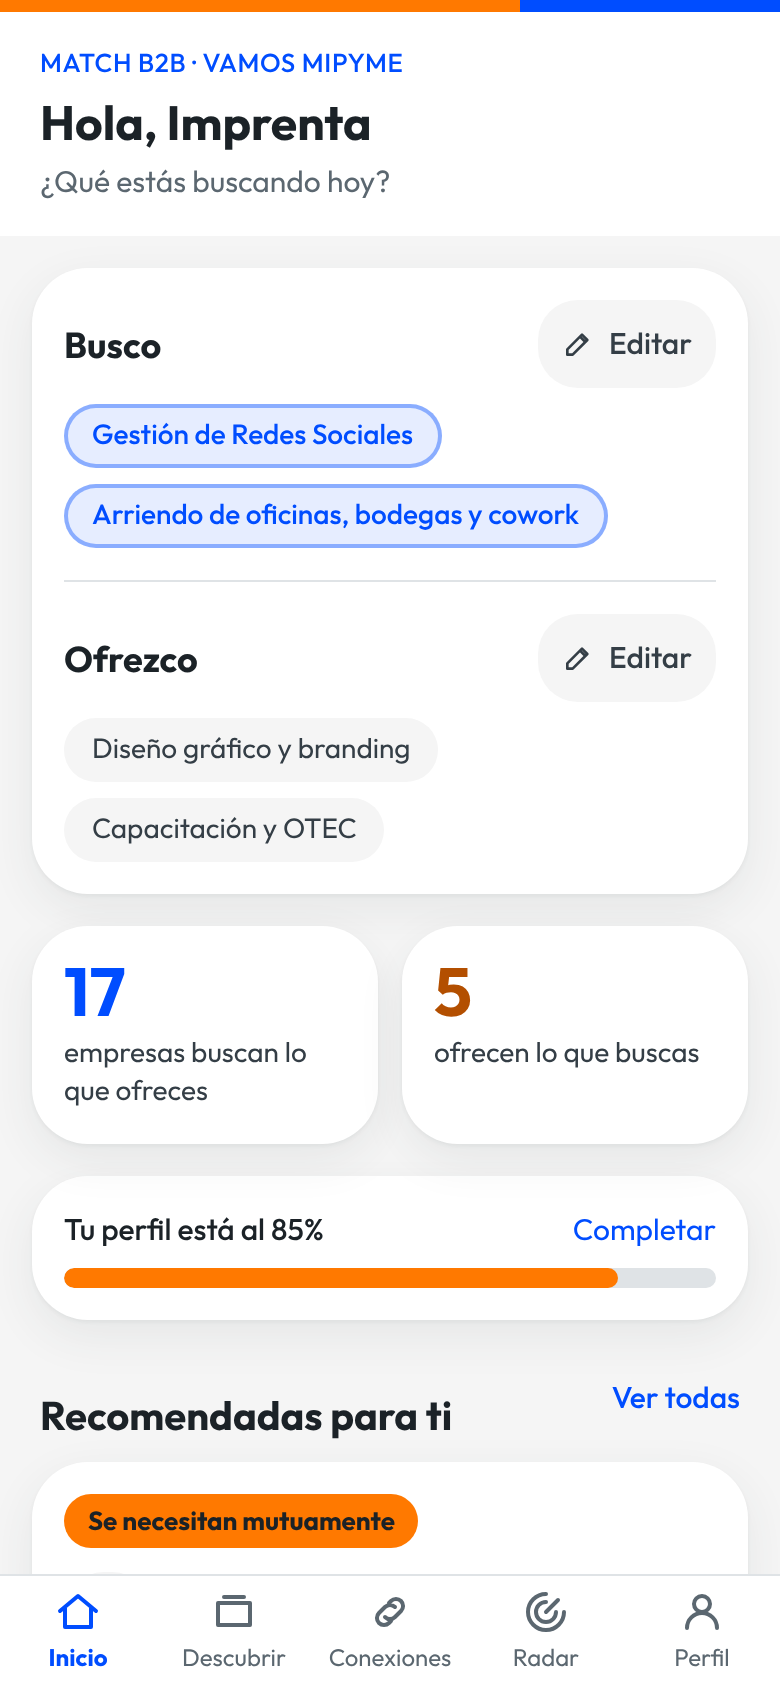 MATCH B2B · VAMOS MIPYME
Hola, Imprenta
¿Qué estás buscando hoy?
Busco
Editar
Gestión de Redes Sociales
Arriendo de oficinas, bodegas y cowork
Ofrezco
Editar
Diseño gráfico y branding
Capacitación y OTEC
17
empresas buscan lo
que ofreces
5
ofrecen lo que buscas
Tu perfil está al 85%
Completar
Recomendadas para ti
Ver todas
Se necesitan mutuamente
Inicio
Descubrir
Conexiones
Radar
Perfil